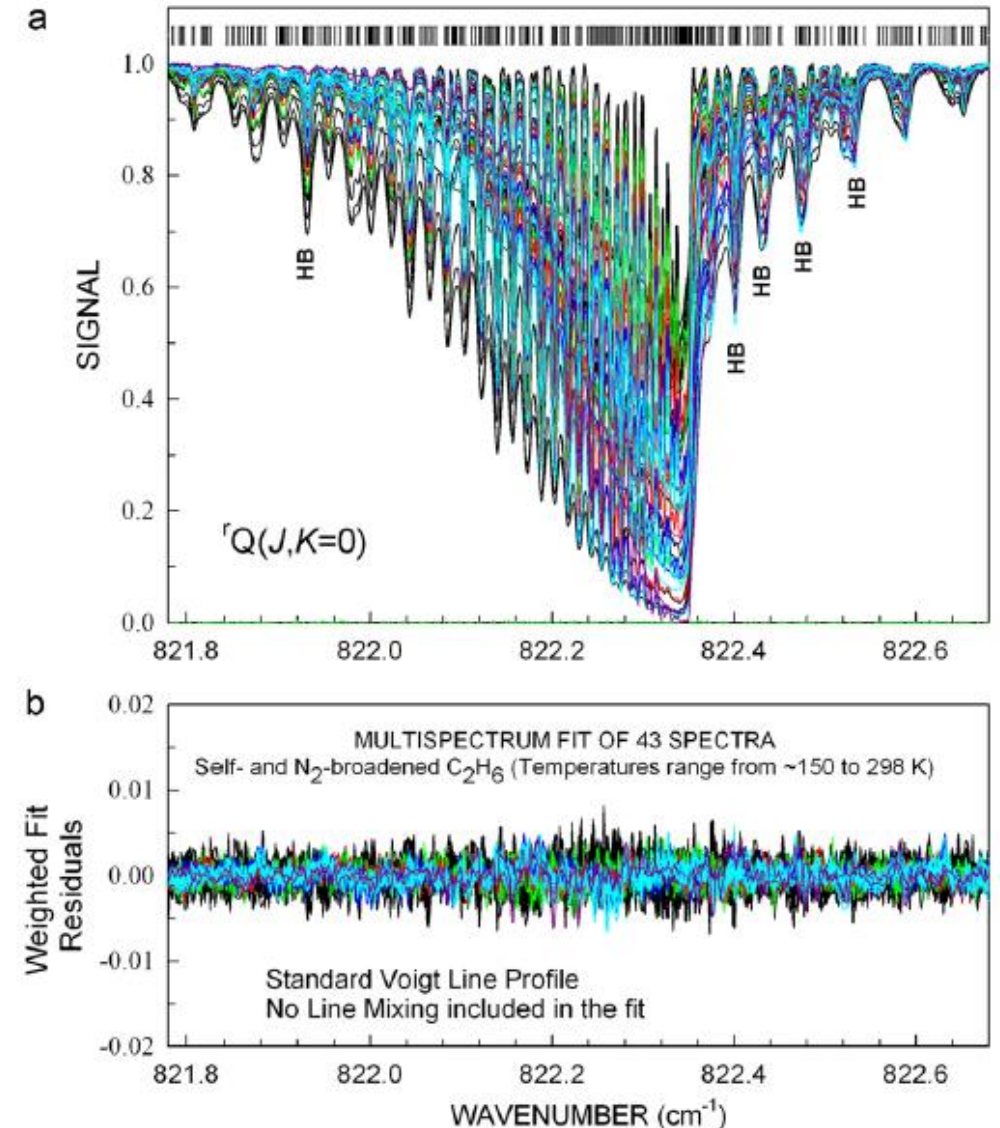 a
1.0
0.8
0.6
0.4
0.2
0.0
SIGNAL
HB
HB
HB
HB
HB
ʳQ(J,K=0)
821.8 822.0 822.2 822.4 822.6
b
0.02
0.01
0.00
-0.01
-0.02
Weighted Fit
Residuals
MULTISPECTRUM FIT OF 43 SPECTRA
Self- and N₂-broadened C₂H₆ (Temperatures range from ~150 to 298 K)
Standard Voigt Line Profile
No Line Mixing included in the fit
821.8 822.0 822.2 822.4 822.6
WAVENUMBER (cm⁻¹)